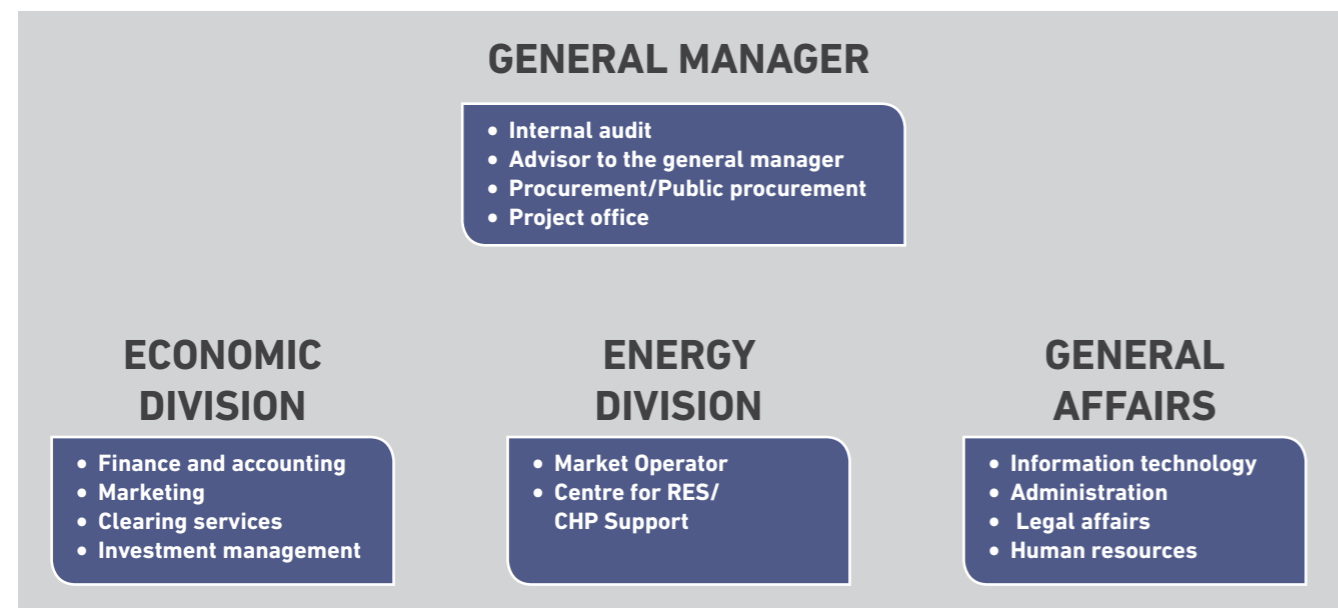 GENERAL MANAGER
• Internal audit
• Advisor to the general manager
• Procurement/Public procurement
• Project office
ECONOMIC
DIVISION
• Finance and accounting
• Marketing
• Clearing services
• Investment management
ENERGY
DIVISION
• Market Operator
• Centre for RES/
CHP Support
GENERAL
AFFAIRS
• Information technology
• Administration
• Legal affairs
• Human resources